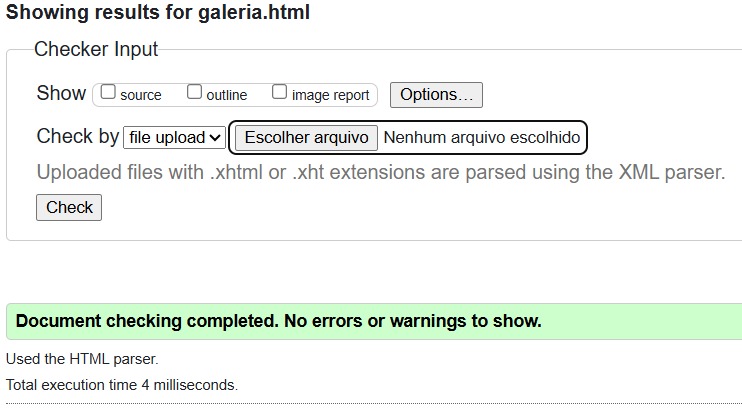 Showing results for galeria.html
Checker Input
Show source outline image report Options...
Check by file upload Escolher arquivo Nenhum arquivo escolhido
Uploaded files with .xhtml or .xht extensions are parsed using the XML parser.
Check
Document checking completed. No errors or warnings to show.
Used the HTML parser.
Total execution time 4 milliseconds.